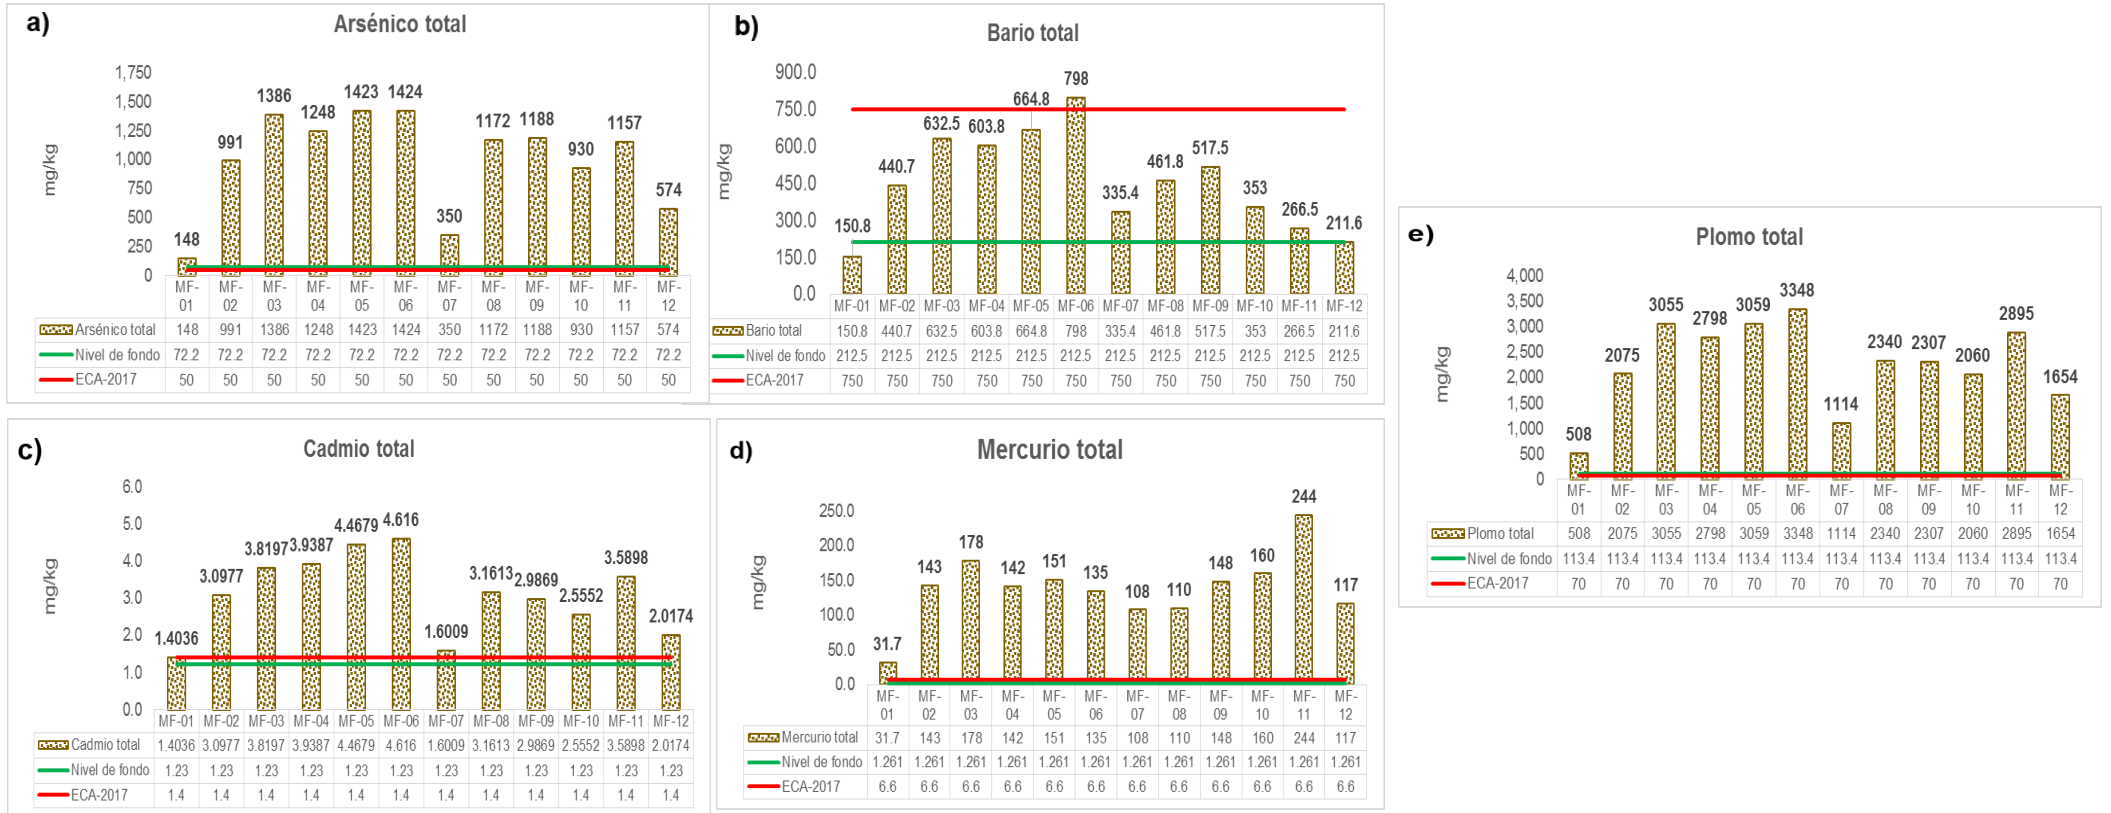 a)
Arsénico total
1,750
1,500
1,250
1,000
750
500
250
0
mg/kg
148
991
1386
1248
1423
1424
350
1172
1188
930
1157
574
MF-01 MF-02 MF-03 MF-04 MF-05 MF-06 MF-07 MF-08 MF-09 MF-10 MF-11 MF-12
Arsénico total 148 991 1386 1248 1423 1424 350 1172 1188 930 1157 574
Nivel de fondo 72.2 72.2 72.2 72.2 72.2 72.2 72.2 72.2 72.2 72.2 72.2 72.2
ECA-2017 50 50 50 50 50 50 50 50 50 50 50 50
b)
Bario total
900.0
750.0
600.0
450.0
300.0
150.0
0.0
mg/kg
150.8
440.7
632.5
603.8
664.8
798
335.4
461.8
517.5
353
266.5
211.6
MF-01 MF-02 MF-03 MF-04 MF-05 MF-06 MF-07 MF-08 MF-09 MF-10 MF-11 MF-12
Bario total 150.8 440.7 632.5 603.8 664.8 798 335.4 461.8 517.5 353 266.5 211.6
Nivel de fondo 212.5 212.5 212.5 212.5 212.5 212.5 212.5 212.5 212.5 212.5 212.5 212.5
ECA-2017 750 750 750 750 750 750 750 750 750 750 750 750
c)
Cadmio total
6.0
5.0
4.0
3.0
2.0
1.0
0.0
mg/kg
1.4036
3.0977
3.8197
3.9387
4.4679
4.616
1.6009
3.1613
2.9869
2.5552
3.5898
2.0174
MF-01 MF-02 MF-03 MF-04 MF-05 MF-06 MF-07 MF-08 MF-09 MF-10 MF-11 MF-12
Cadmio total 1.4036 3.0977 3.8197 3.9387 4.4679 4.616 1.6009 3.1613 2.9869 2.5552 3.5898 2.0174
Nivel de fondo 1.23 1.23 1.23 1.23 1.23 1.23 1.23 1.23 1.23 1.23 1.23 1.23
ECA-2017 1.4 1.4 1.4 1.4 1.4 1.4 1.4 1.4 1.4 1.4 1.4 1.4
d)
Mercurio total
250.0
200.0
150.0
100.0
50.0
0.0
mg/kg
31.7
143
178
142
151
135
108
110
148
160
244
117
MF-01 MF-02 MF-03 MF-04 MF-05 MF-06 MF-07 MF-08 MF-09 MF-10 MF-11 MF-12
Mercurio total 31.7 143 178 142 151 135 108 110 148 160 244 117
Nivel de fondo 1.261 1.261 1.261 1.261 1.261 1.261 1.261 1.261 1.261 1.261 1.261 1.261
ECA-2017 6.6 6.6 6.6 6.6 6.6 6.6 6.6 6.6 6.6 6.6 6.6 6.6
e)
Plomo total
4,000
3,500
3,000
2,500
2,000
1,500
1,000
500
0
mg/kg
508
2075
3055
2798
3059
3348
1114
2340
2307
2060
2895
1654
MF-01 MF-02 MF-03 MF-04 MF-05 MF-06 MF-07 MF-08 MF-09 MF-10 MF-11 MF-12
Plomo total 508 2075 3055 2798 3059 3348 1114 2340 2307 2060 2895 1654
Nivel de fondo 113.4 113.4 113.4 113.4 113.4 113.4 113.4 113.4 113.4 113.4 113.4 113.4
ECA-2017 70 70 70 70 70 70 70 70 70 70 70 70